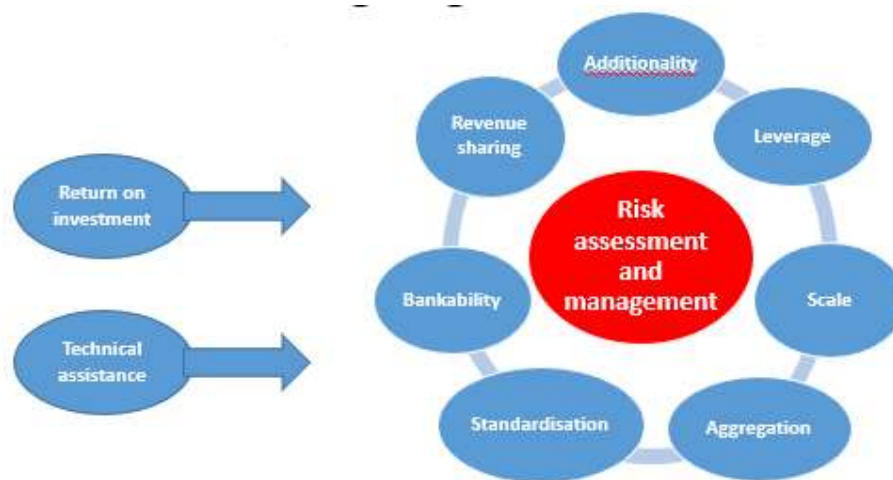 Additionality
Revenue
sharing
Leverage
Return on
investment
Risk
assessment
and
management
Bankability
Scale
Technical
assistance
Standardisation
Aggregation